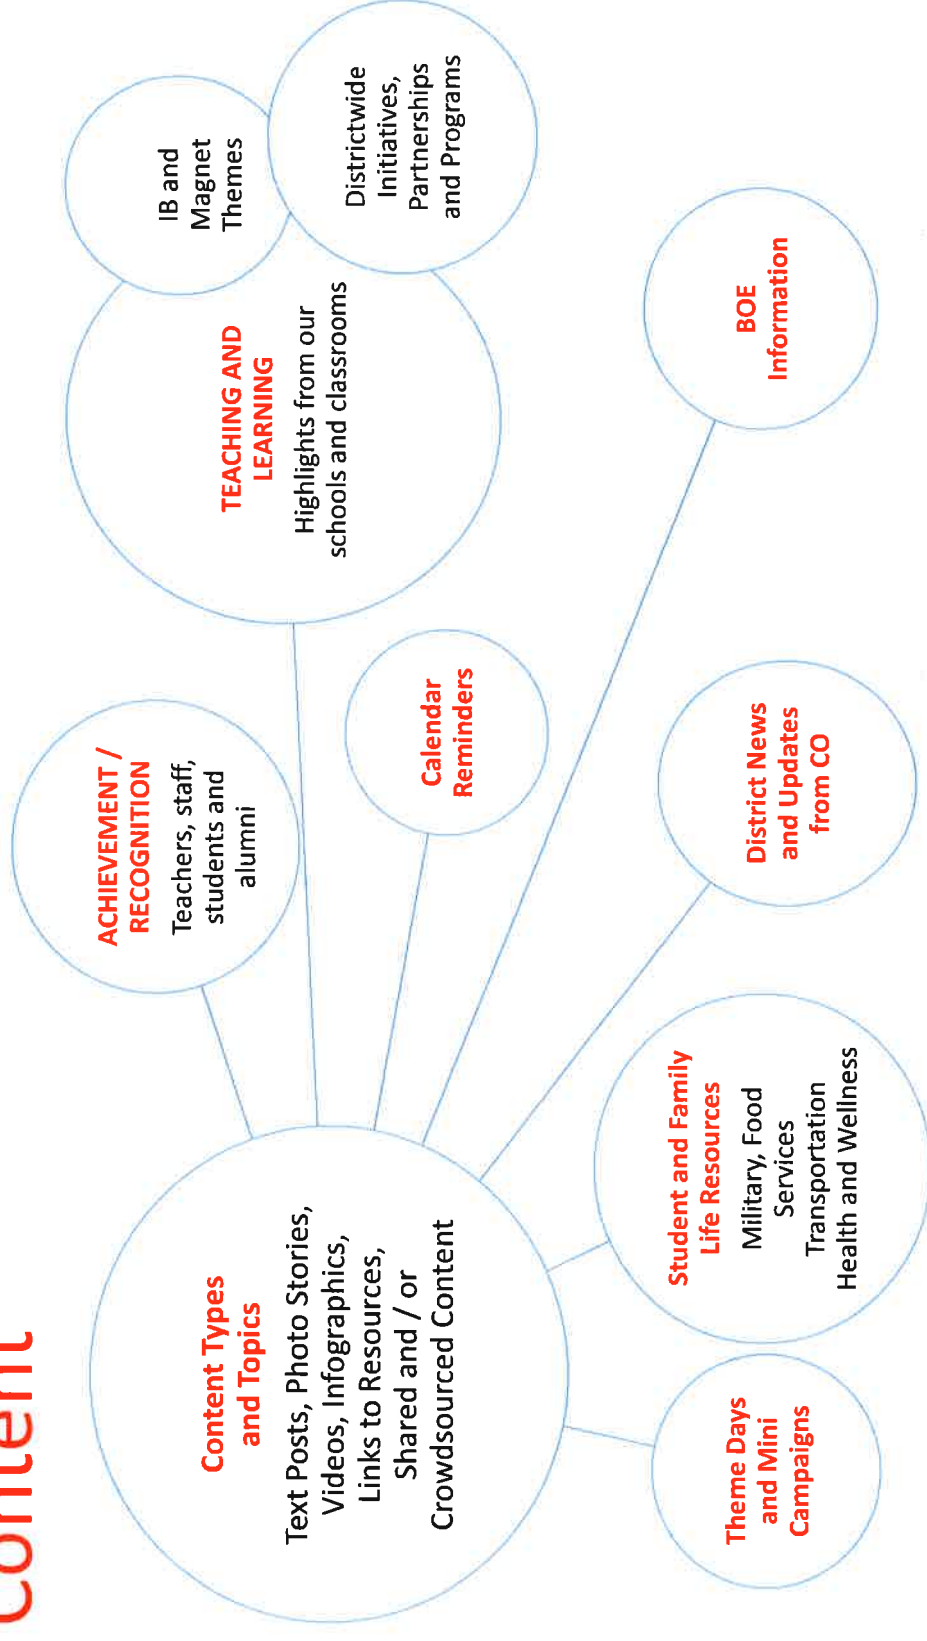 Content
Content Types
and Topics
Text Posts, Photo Stories,
Videos, Infographics,
Links to Resources,
Shared and / or
Crowdsourced Content
ACHIEVEMENT /
RECOGNITION
Teachers, staff,
students and
alumni
TEACHING AND
LEARNING
Highlights from our
schools and classrooms
IB and
Magnet
Themes
Districtwide
Initiatives,
Partnerships
and Programs
Calendar
Reminders
BOE
Information
District News
and Updates
from CO
Student and Family
Life Resources
Military, Food
Services
Transportation
Health and Wellness
Theme Days
and Mini
Campaigns